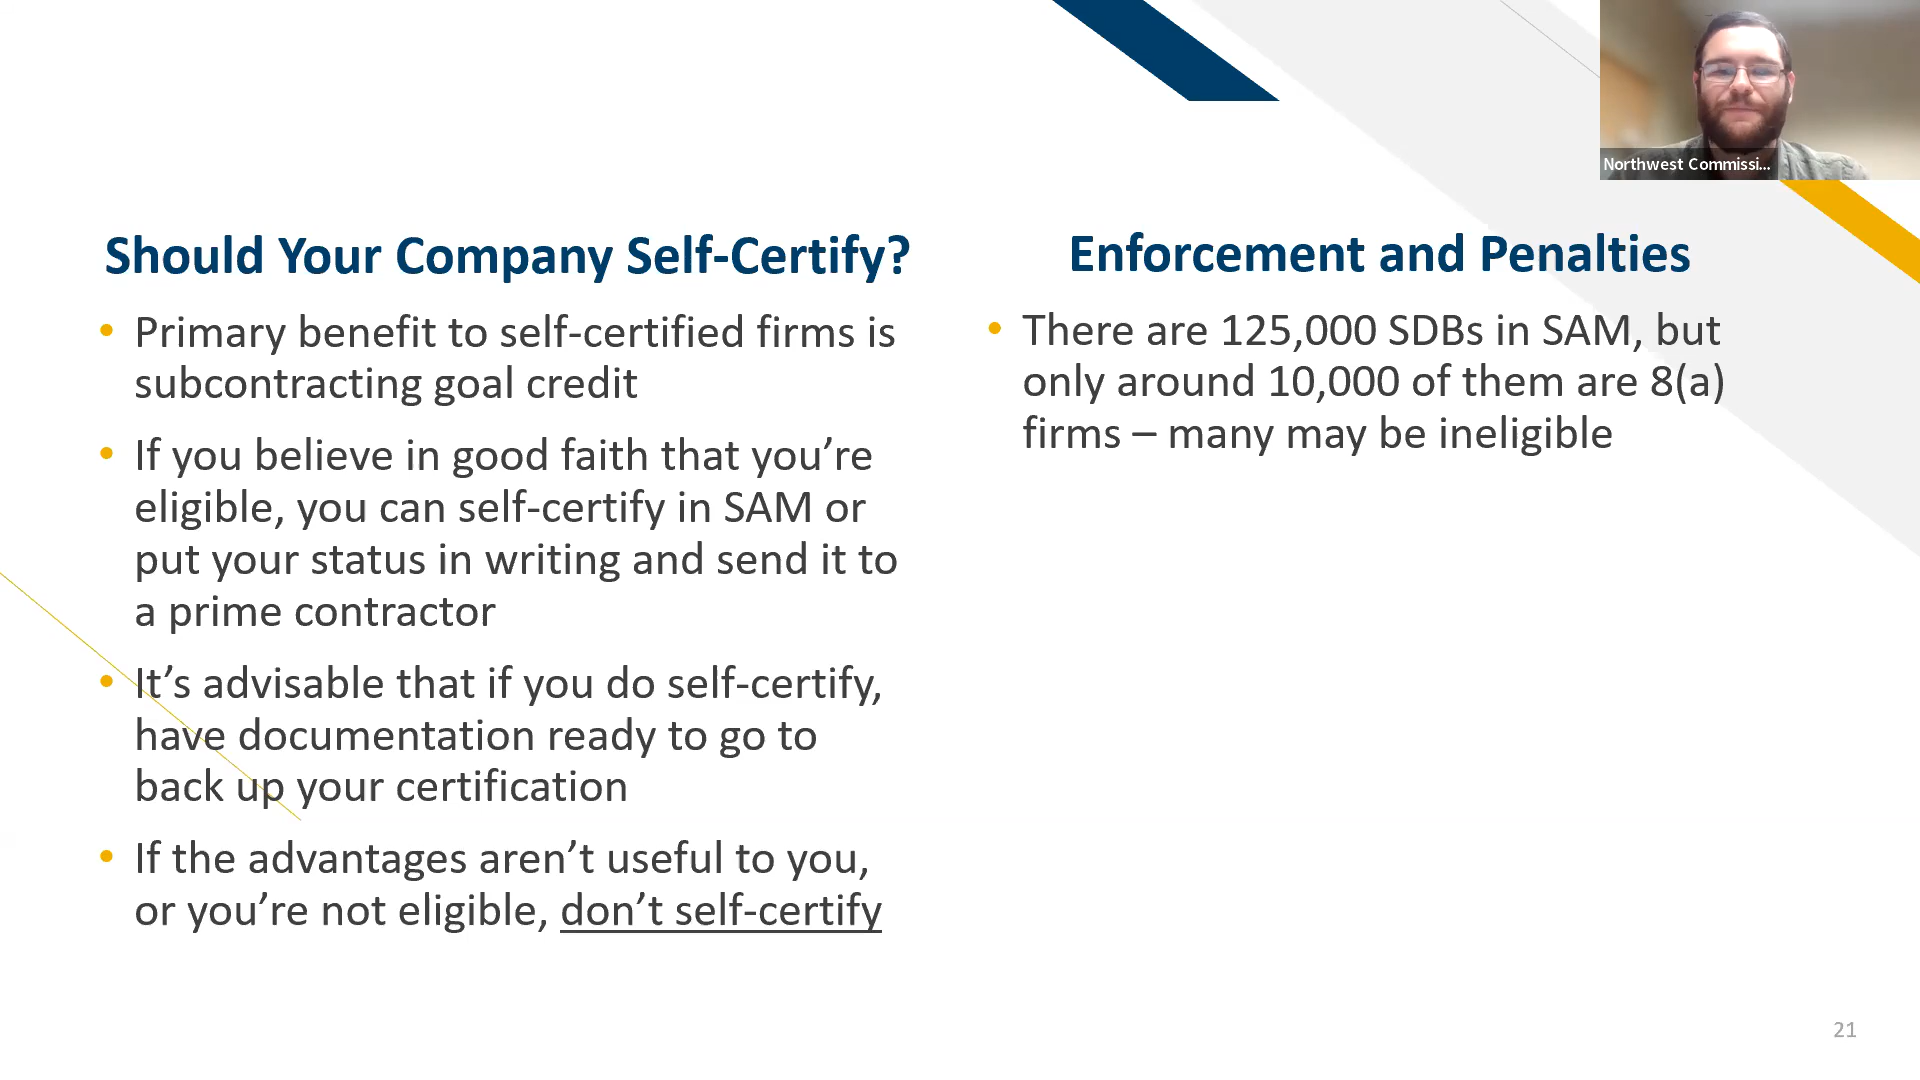 Northwest Commissi...
Should Your Company Self-Certify?
• Primary benefit to self-certified firms is
subcontracting goal credit
• If you believe in good faith that you’re
eligible, you can self-certify in SAM or
put your status in writing and send it to
a prime contractor
• It’s advisable that if you do self-certify,
have documentation ready to go to
back up your certification
• If the advantages aren’t useful to you,
or you’re not eligible, don’t self-certify
Enforcement and Penalties
• There are 125,000 SDBs in SAM, but
only around 10,000 of them are 8(a)
firms – many may be ineligible
21